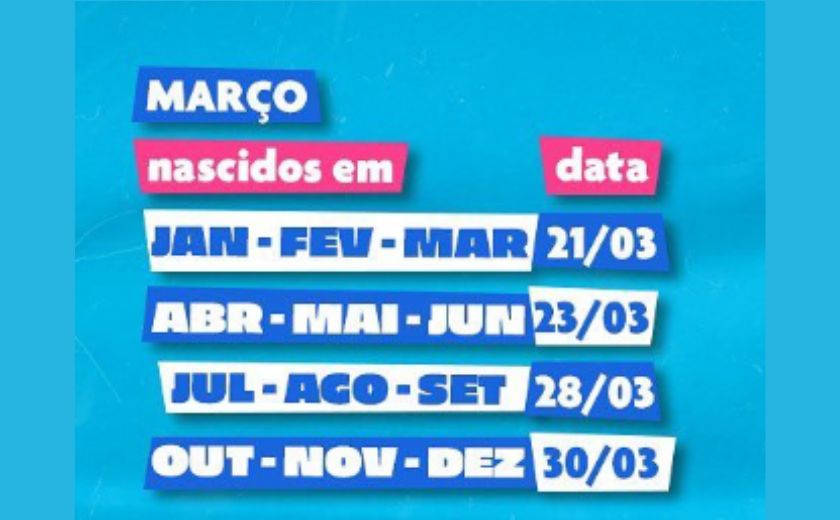 MARÇO
nascidos em data
JAN - FEV - MAR 21/03
ABR - MAI - JUN 23/03
JUL - AGO - SET 28/03
OUT - NOV - DEZ 30/03